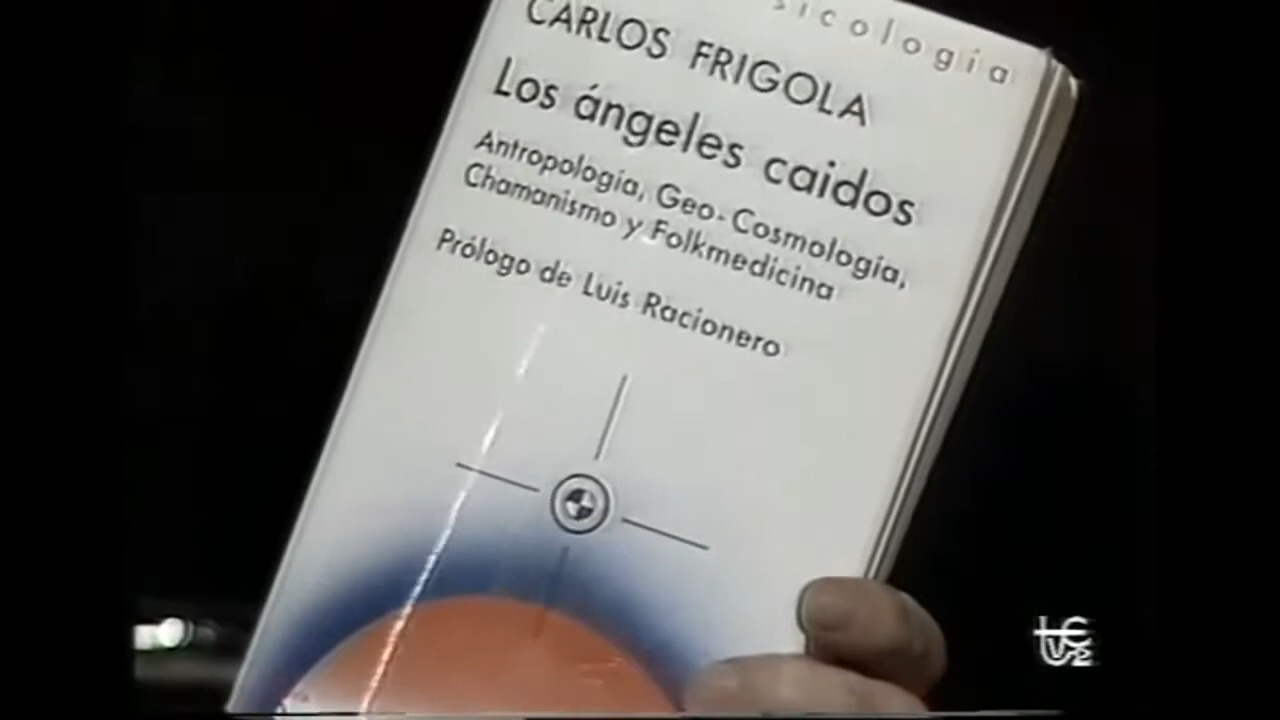 sicología
CARLOS FRIGOLA
Los ángeles caidos
Antropología, Geo-Cosmología,
Chamanismo y Folkmedicina
Prólogo de Luis Racionero